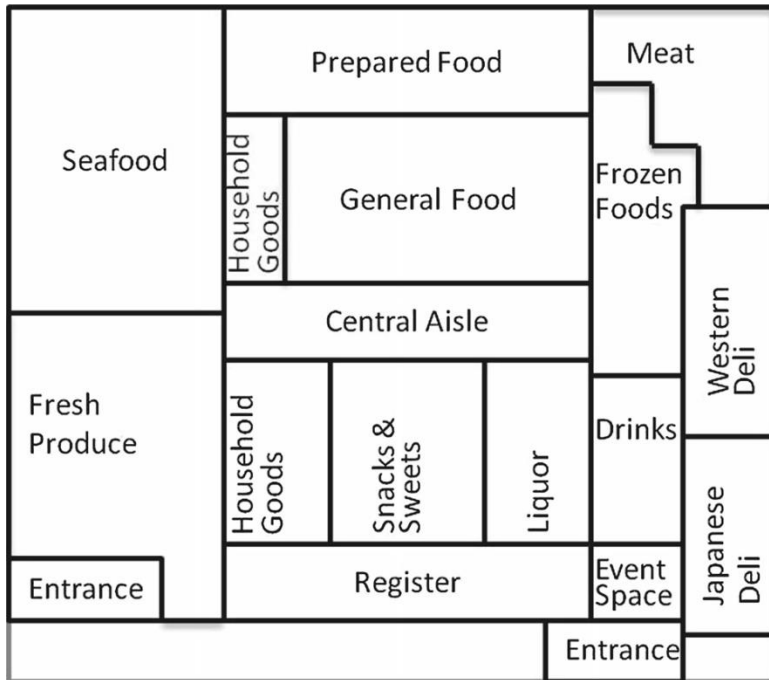 Prepared Food
Meat
Seafood
Household
Goods
General Food
Frozen
Foods
Central Aisle
Western
Deli
Fresh
Produce
Household
Goods
Snacks &
Sweets
Liquor
Drinks
Japanese
Deli
Entrance
Register
Event
Space
Entrance